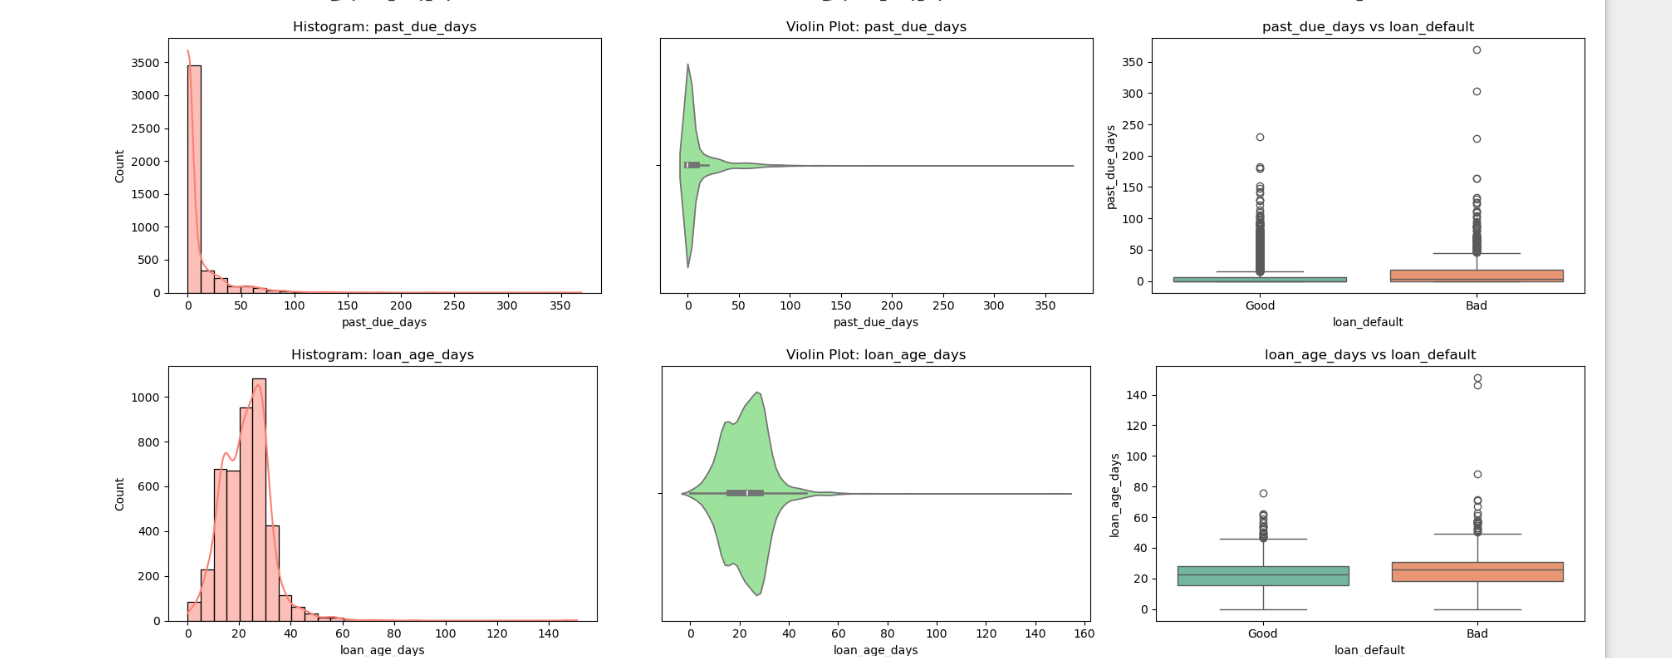 Histogram: past_due_days
Violin Plot: past_due_days
past_due_days vs loan_default
Count
3500
3000
2500
2000
1500
1000
500
0
0 50 100 150 200 250 300 350
past_due_days
0 50 100 150 200 250 300 350
past_due_days
past_due_days
350
300
250
200
150
100
50
0
Good Bad
loan_default
Histogram: loan_age_days
Violin Plot: loan_age_days
loan_age_days vs loan_default
Count
1000
800
600
400
200
0
0 20 40 60 80 100 120 140
loan_age_days
0 20 40 60 80 100 120 140 160
loan_age_days
loan_age_days
140
120
100
80
60
40
20
0
Good Bad
loan_default